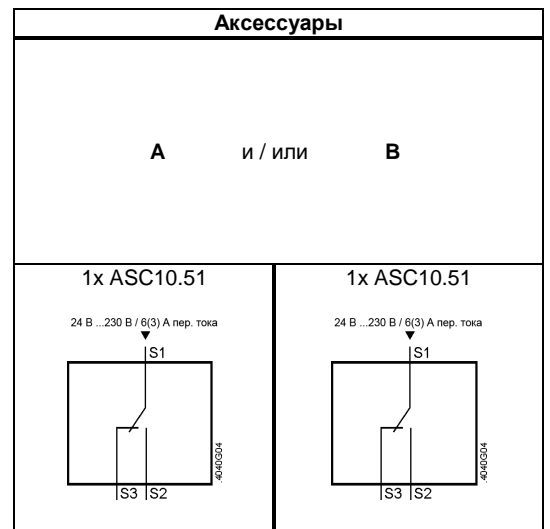 Аксессуары
A и / или B
1x ASC10.51 1x ASC10.51
24 В ...230 В / 6(3) А пер. тока 24 В ...230 В / 6(3) А пер. тока
S1 S1
4040G04 4040G04
S3 S2 S3 S2